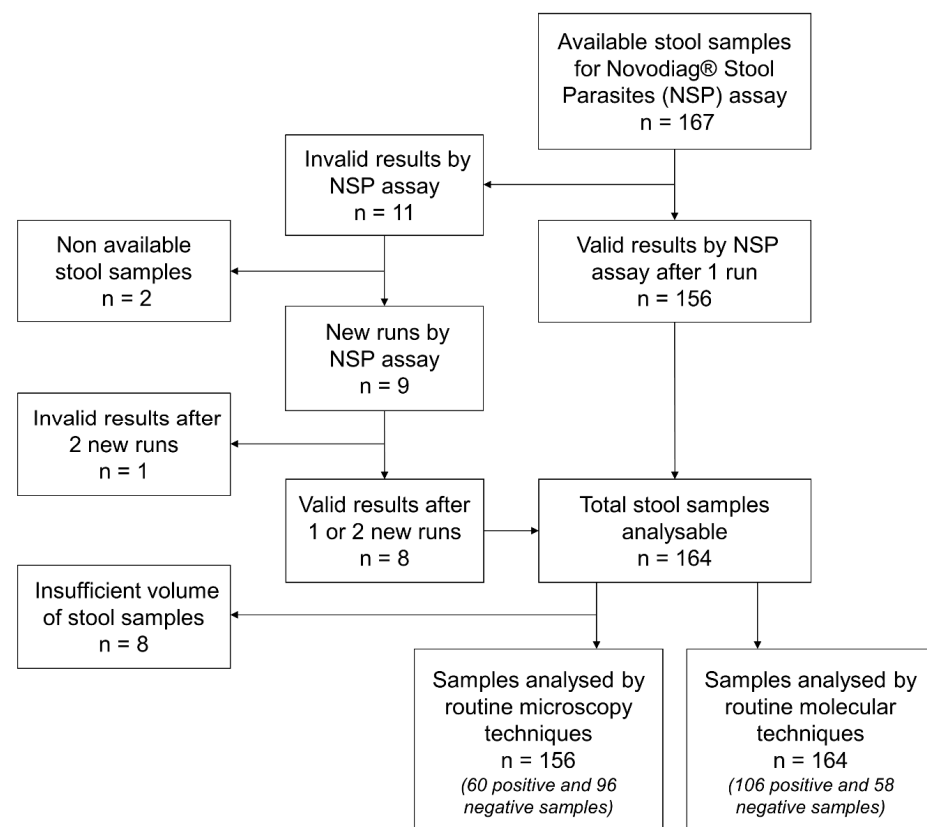 Available stool samples
for Novodiag® Stool
Parasites (NSP) assay
n = 167
Invalid results by
NSP assay
n = 11
Non available
stool samples
n = 2
Valid results by NSP
assay after 1 run
n = 156
New runs by
NSP assay
n = 9
Invalid results after
2 new runs
n = 1
Valid results after
1 or 2 new runs
n = 8
Total stool samples
analysable
n = 164
Insufficient volume
of stool samples
n = 8
Samples analysed by
routine microscopy
techniques
n = 156
(60 positive and 96
negative samples)
Samples analysed by
routine molecular
techniques
n = 164
(106 positive and 58
negative samples)